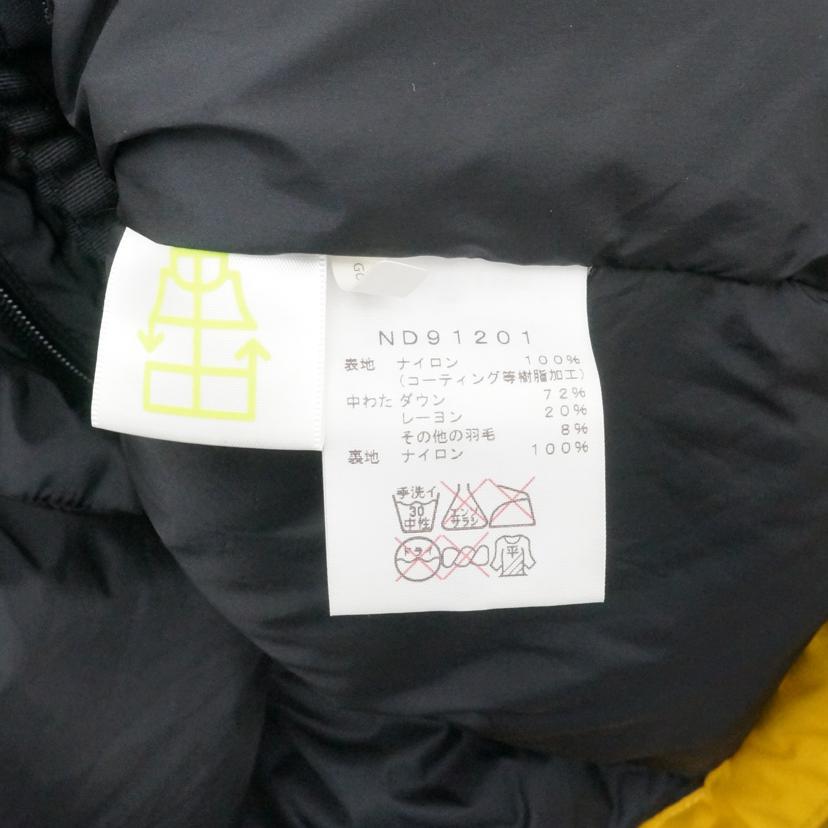 GO
ND91201
表地 ナイロン 100%
(コーティング等樹脂加工)
中わた ダウン 72%
レーヨン 20%
その他の羽毛 8%
裏地 ナイロン 100%
手洗イ
30
中性
エンソ
サラシ
ドライ
平